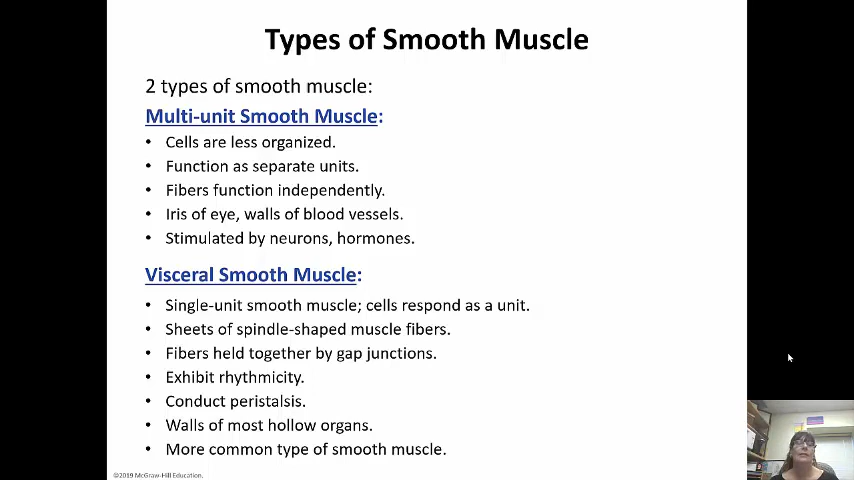 Types of Smooth Muscle
2 types of smooth muscle:
Multi-unit Smooth Muscle:
• Cells are less organized.
• Function as separate units.
• Fibers function independently.
• Iris of eye, walls of blood vessels.
• Stimulated by neurons, hormones.
Visceral Smooth Muscle:
• Single-unit smooth muscle; cells respond as a unit.
• Sheets of spindle-shaped muscle fibers.
• Fibers held together by gap junctions.
• Exhibit rhythmicity.
• Conduct peristalsis.
• Walls of most hollow organs.
• More common type of smooth muscle.
©2019 McGraw-Hill Education.